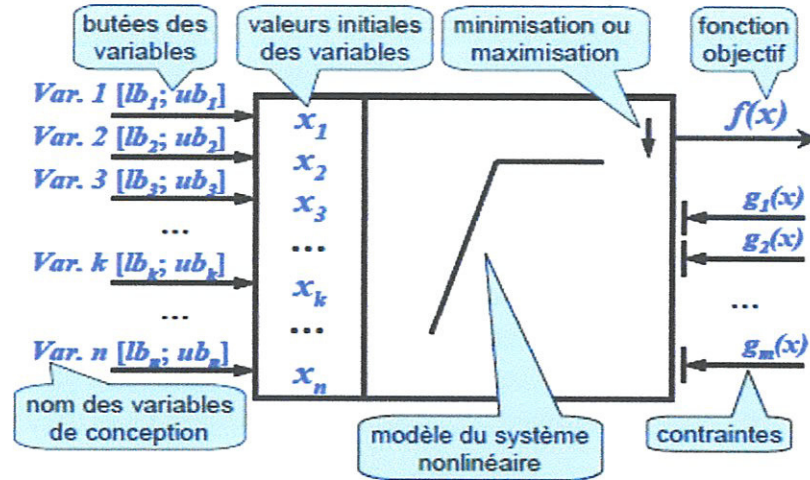 butées des
variables
valeurs initiales
des variables
minimisation ou
maximisation
fonction
objectif
Var. 1 [lb₁; ub₁]
Var. 2 [lb₂; ub₂]
Var. 3 [lb₃; ub₃]
...
Var. k [lbₖ; ubₖ]
...
Var. n [lbₙ; ubₙ]
x₁
x₂
x₃
...
xₖ
...
xₙ
f(x)
g₁(x)
g₂(x)
...
gₘ(x)
nom des variables
de conception
modèle du système
nonlinéaire
contraintes